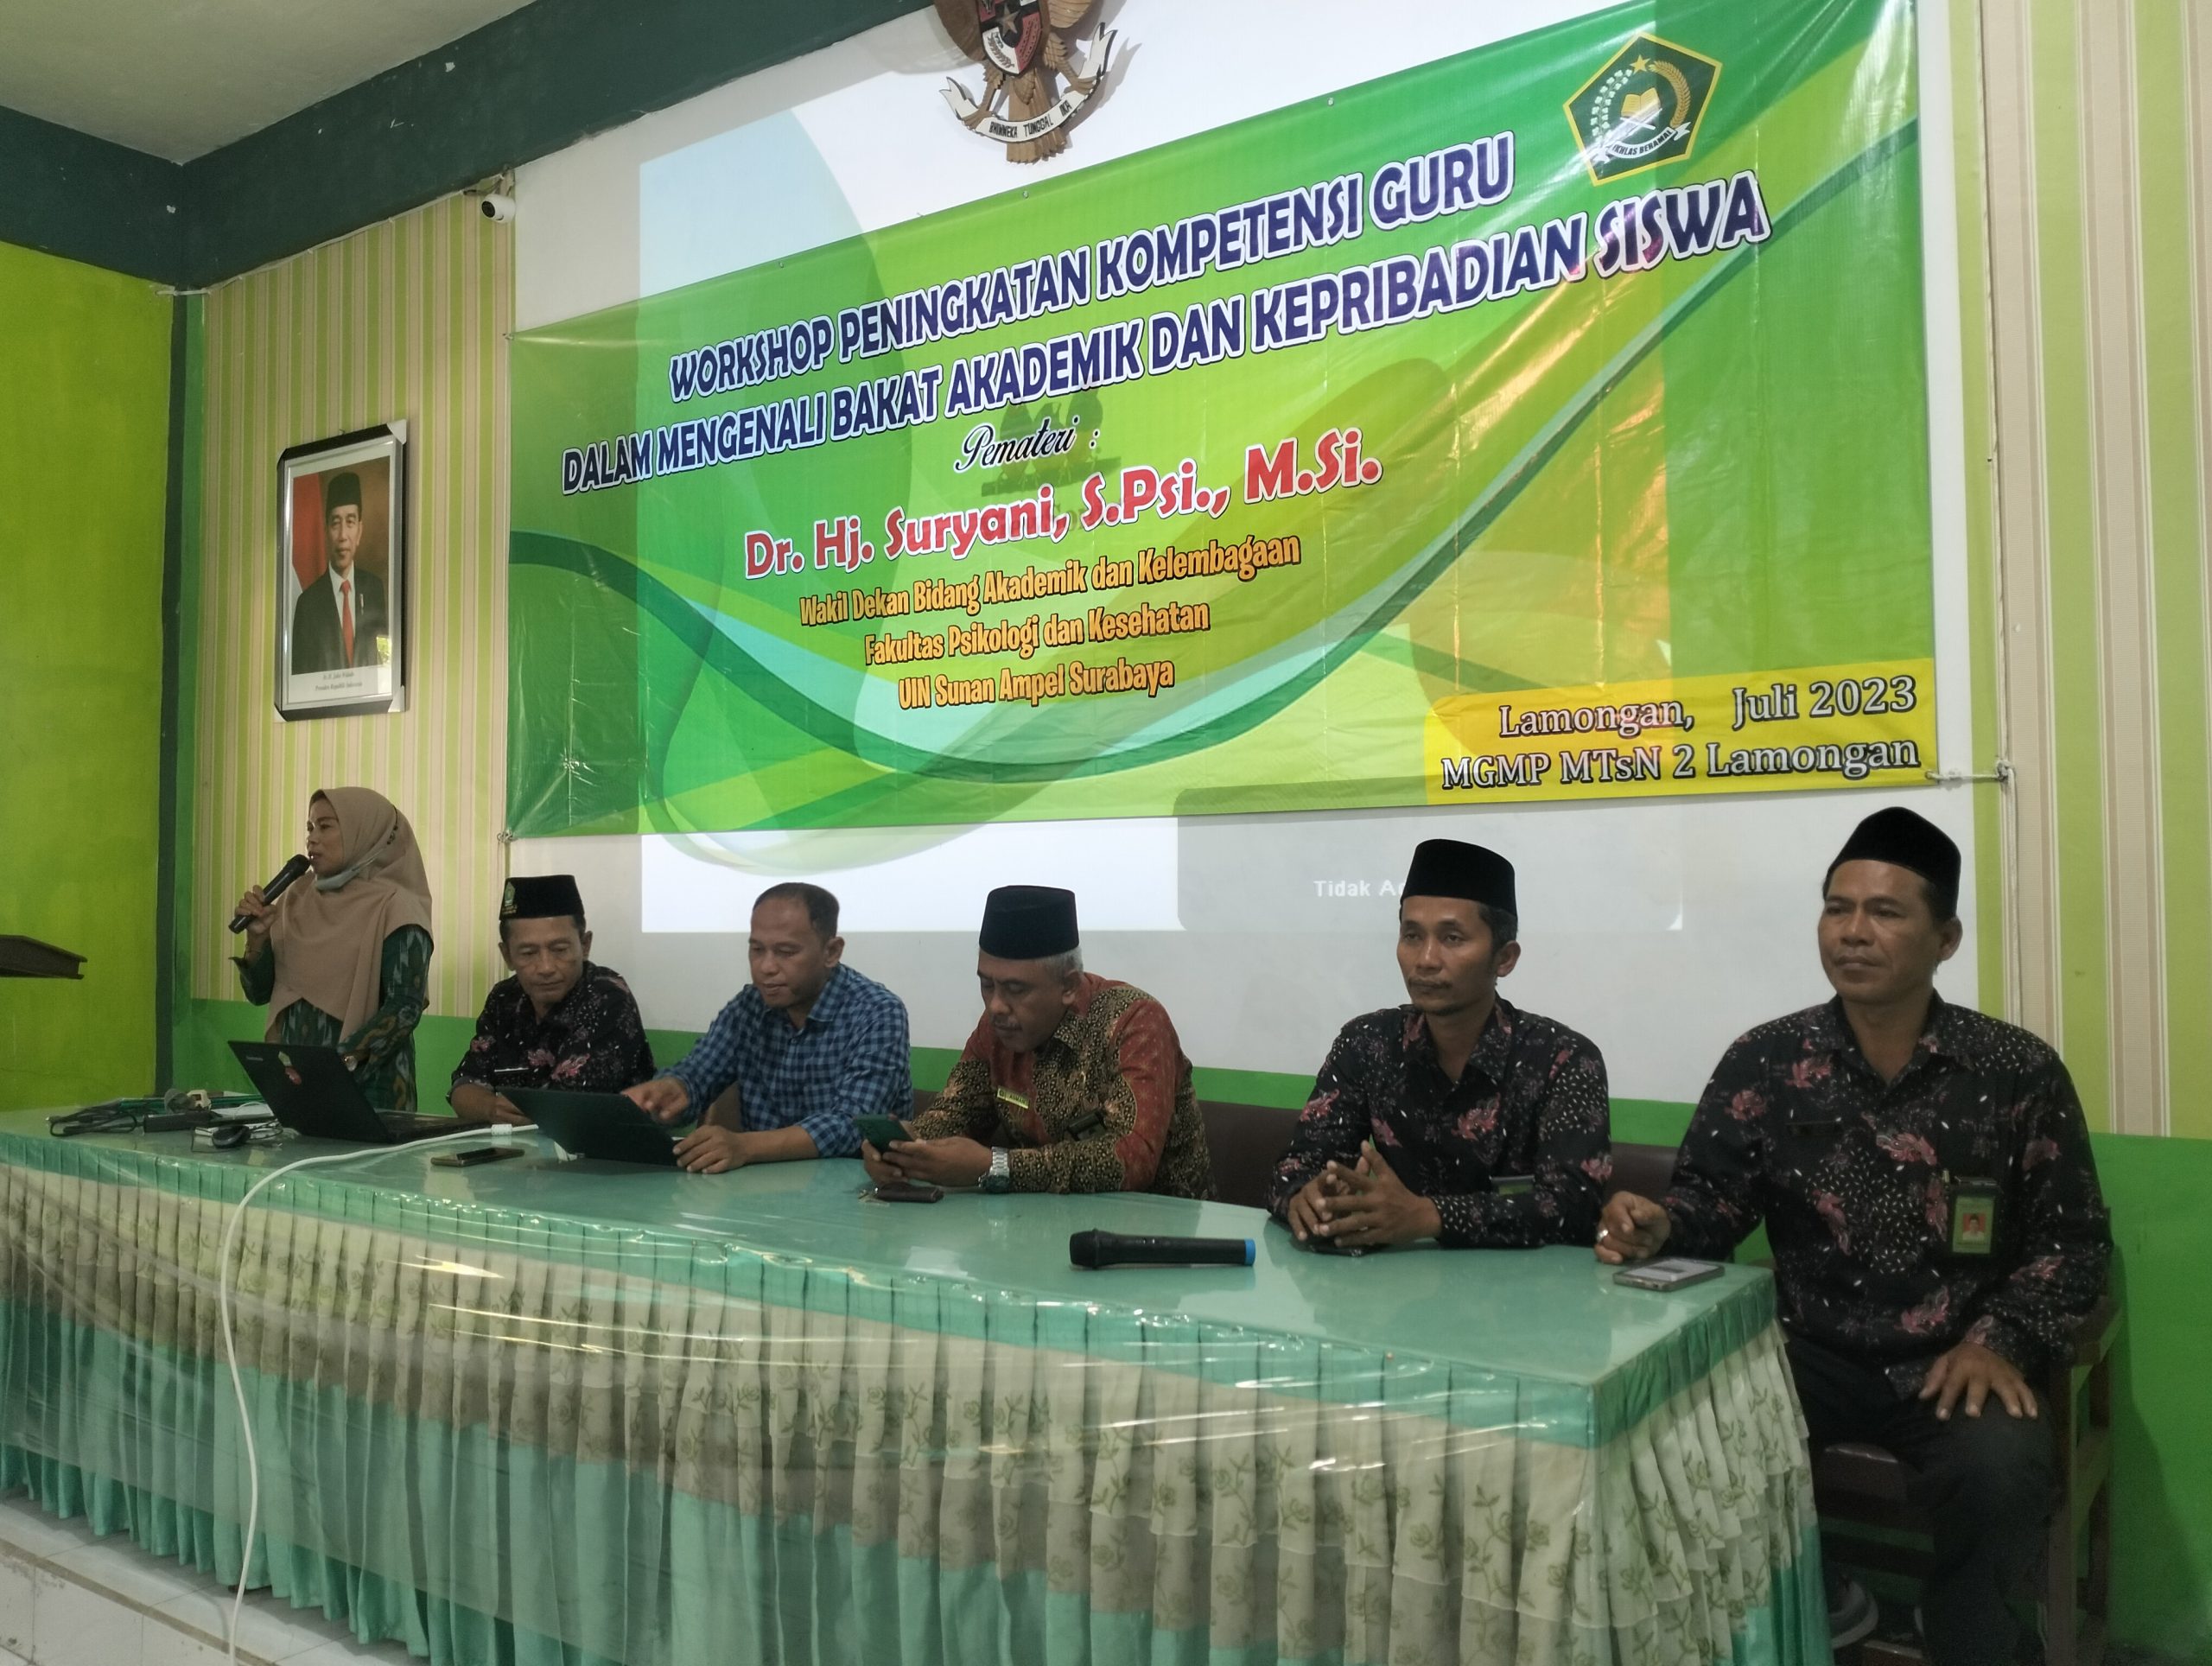 BHINNEKA TUNGGAL IKA
IKHLAS BERAMAL
WORKSHOP PENINGKATAN KOMPETENSI GURU
DALAM MENGENALI BAKAT AKADEMIK DAN KEPRIBADIAN SISWA
Pemateri :
Dr. Hj. Suryani, S.Psi., M.Si.
Wakil Dekan Bidang Akademik dan Kelembagaan
Fakultas Psikologi dan Kesehatan
UIN Sunan Ampel Surabaya
Lamongan, Juli 2023
MGMP MTsN 2 Lamongan
Tidak